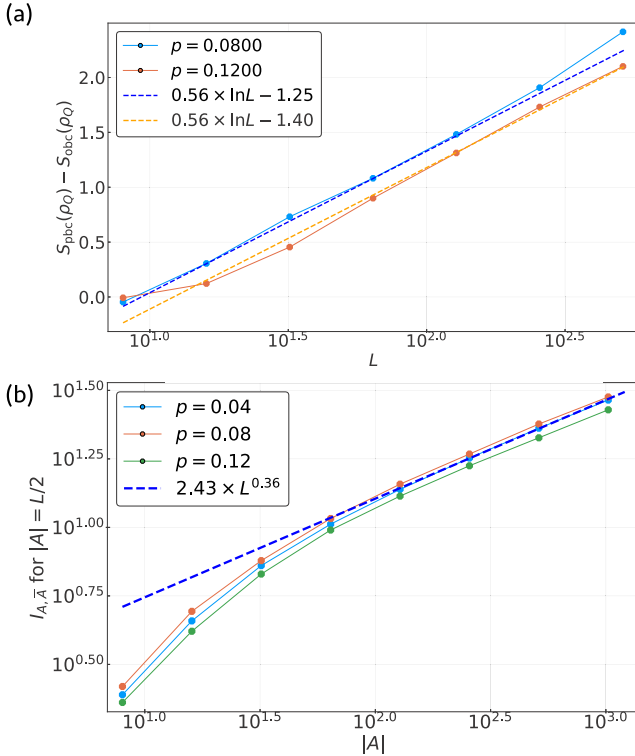 (a)
p = 0.0800
p = 0.1200
0.56 × lnL − 1.25
0.56 × lnL − 1.40
S_pbc(ρ_Q) − S_obc(ρ_Q)
2.0
1.5
1.0
0.5
0.0
10^1.0 10^1.5 10^2.0 10^2.5
L
(b)
p = 0.04
p = 0.08
p = 0.12
2.43 × L^0.36
I_A,A̅ for |A| = L/2
10^1.50
10^1.25
10^1.00
10^0.75
10^0.50
10^1.0 10^1.5 10^2.0 10^2.5 10^3.0
|A|